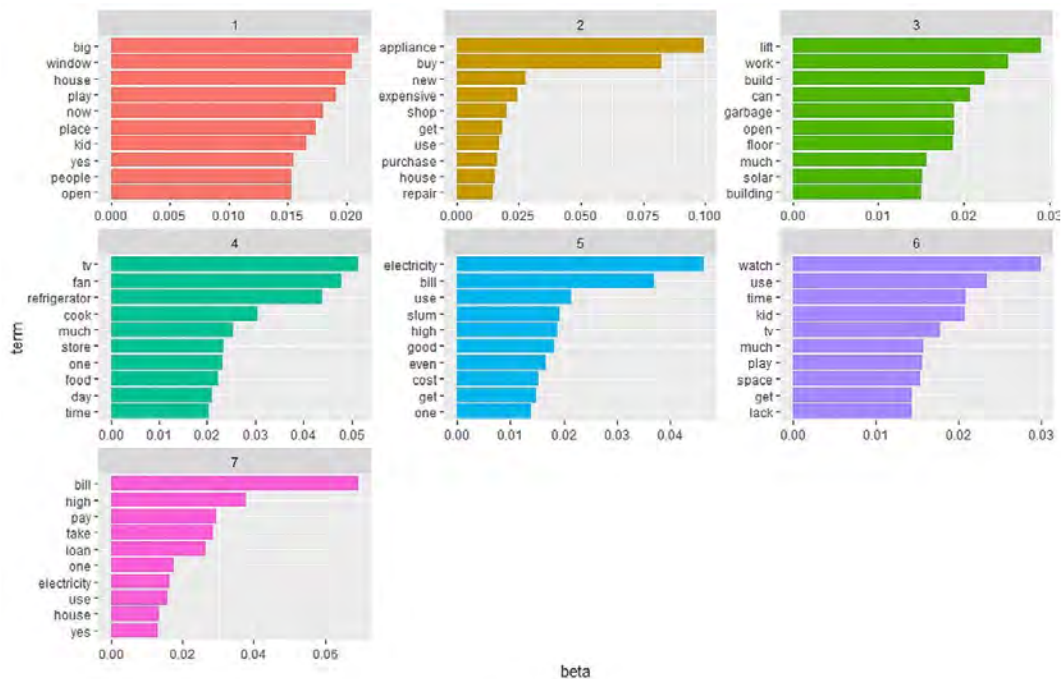 1
big
window
house
play
now
place
kid
yes
people
open
0.000 0.005 0.010 0.015 0.020
2
appliance
buy
new
expensive
shop
get
use
purchase
house
repair
0.000 0.025 0.050 0.075 0.100
3
lift
work
build
can
garbage
open
floor
much
solar
building
0.00 0.01 0.02 0.03
4
tv
fan
refrigerator
cook
much
store
one
food
day
time
0.00 0.01 0.02 0.03 0.04 0.05
5
electricity
bill
use
slum
high
good
even
cost
get
one
0.00 0.01 0.02 0.03 0.04
6
watch
use
time
kid
tv
much
play
space
get
lack
0.00 0.01 0.02 0.03
7
bill
high
pay
take
loan
one
electricity
use
house
yes
0.00 0.02 0.04 0.06
term
beta